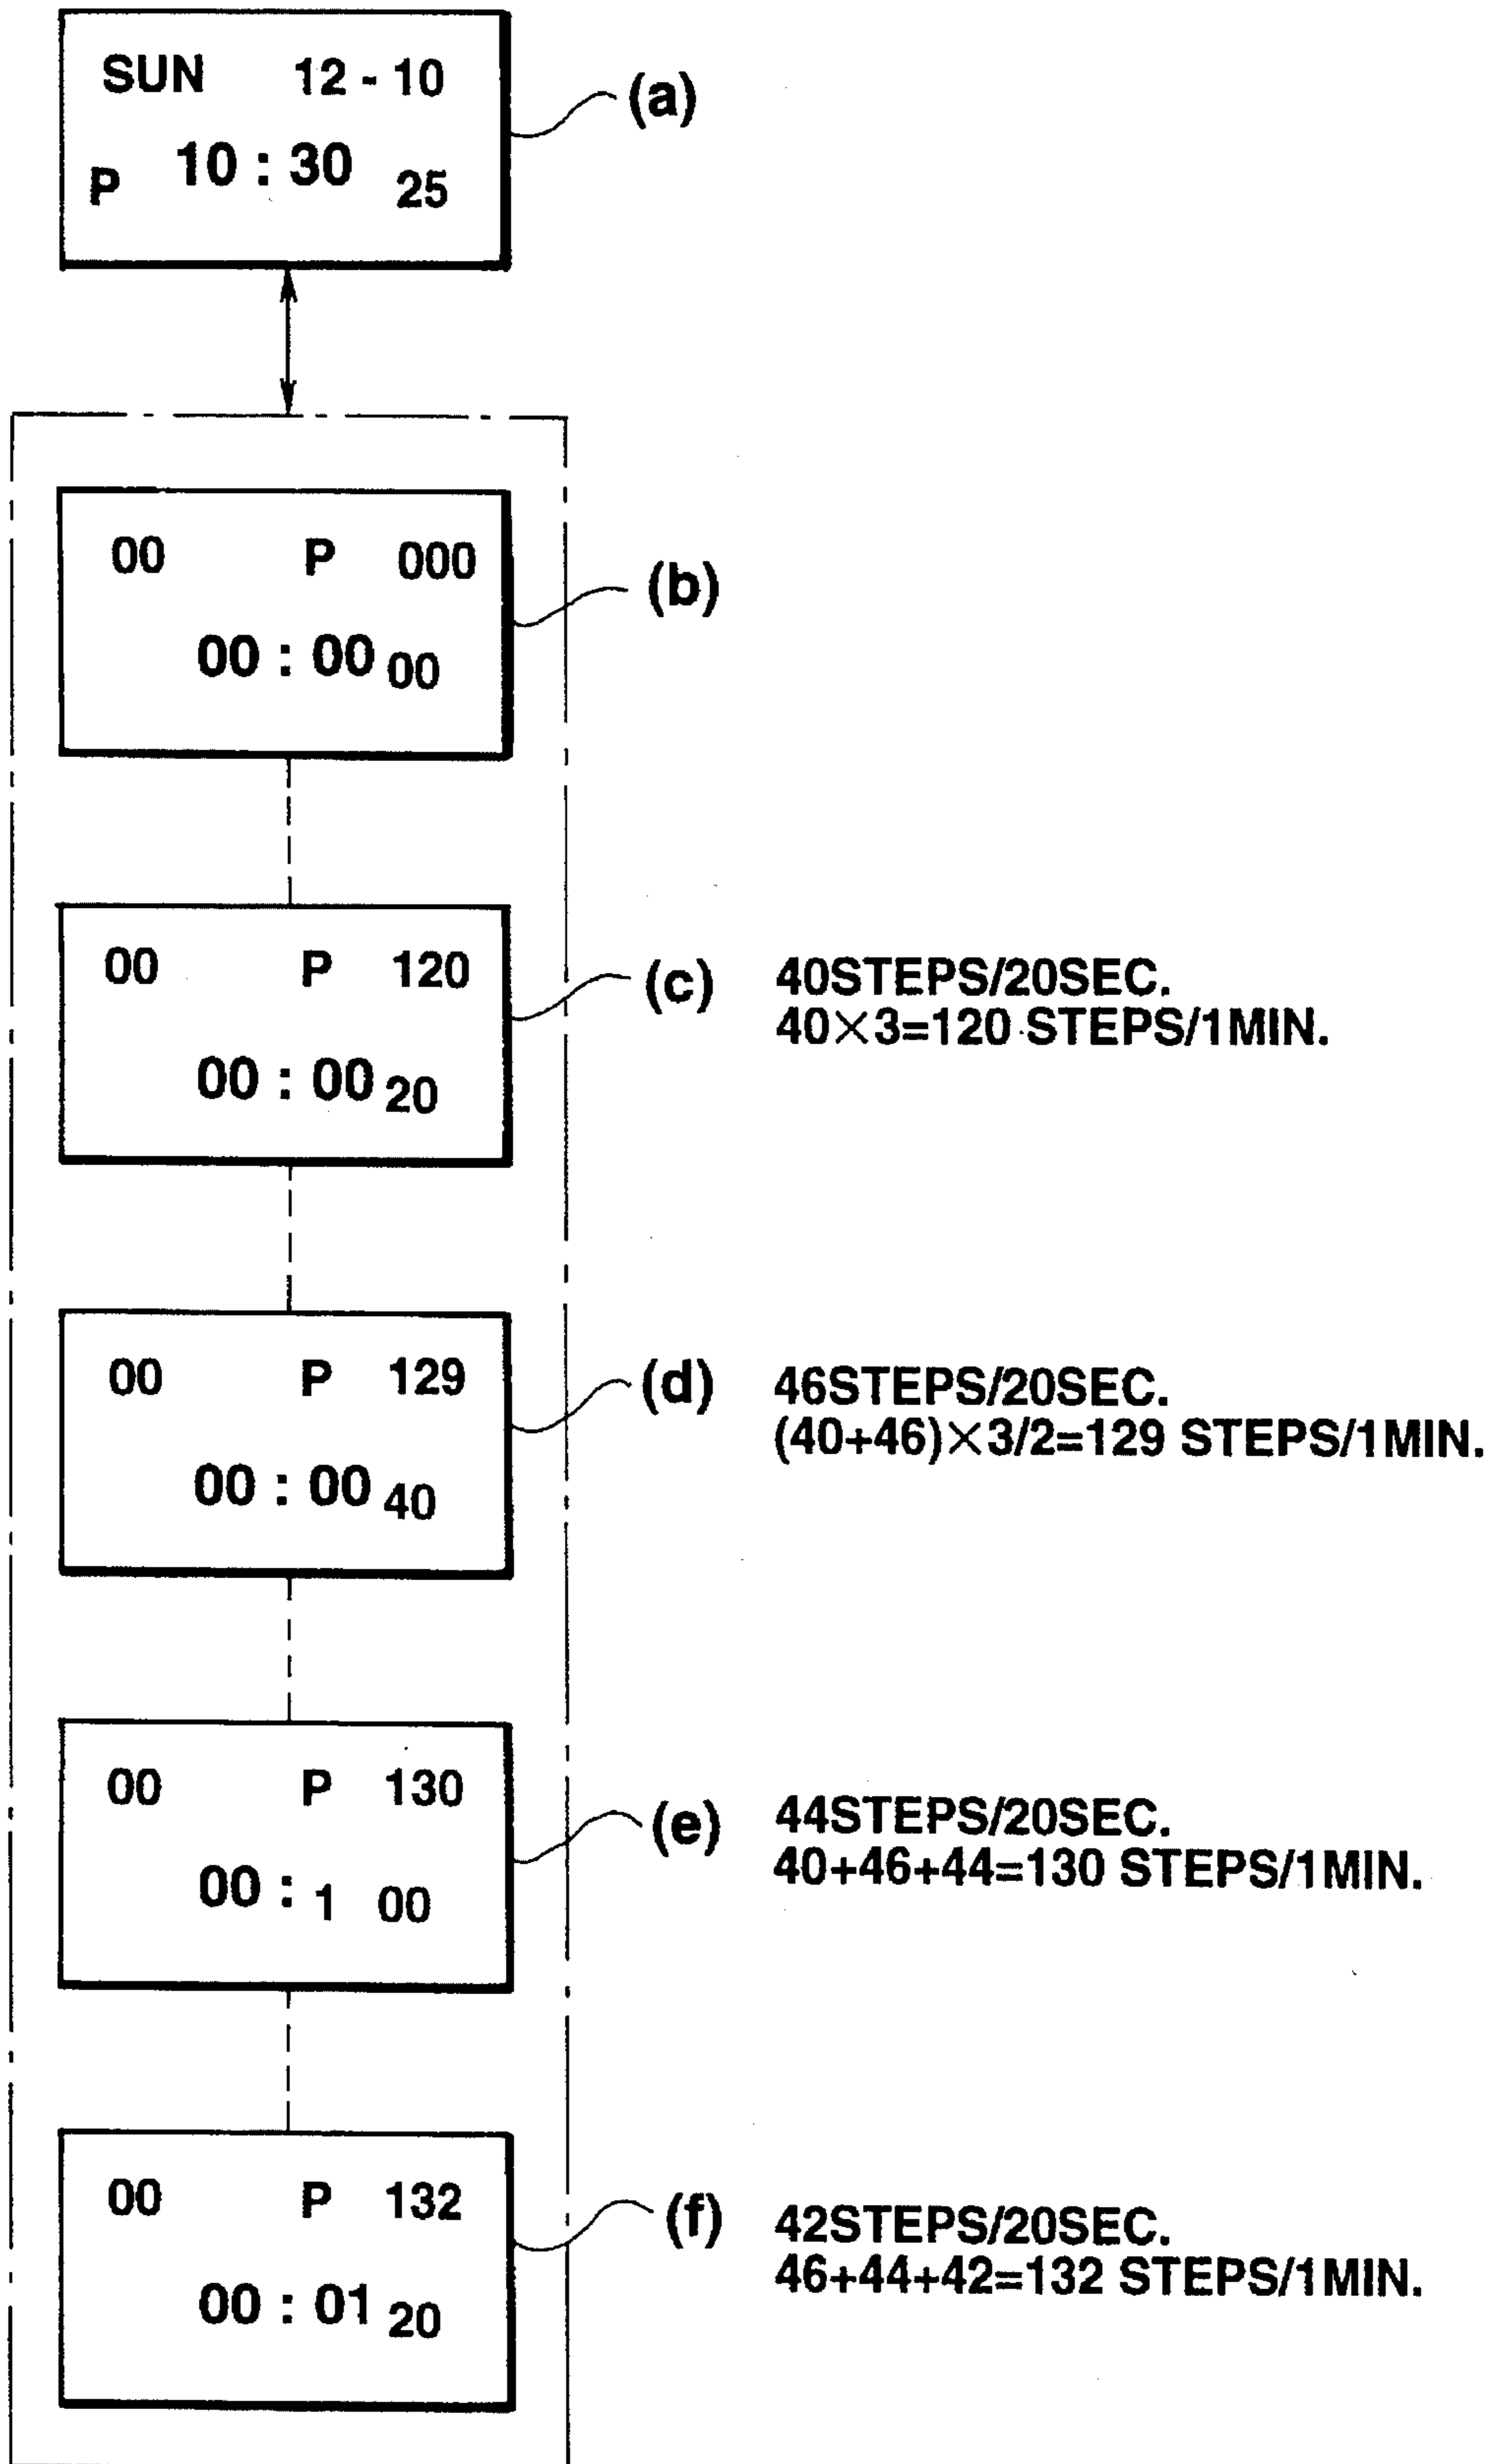 SUN 12 - 10
P 10 : 30 25
(a)
00 P 000
00 : 00 00
(b)
00 P 120
00 : 00 20
(c)
40STEPS/20SEC.
40×3=120 STEPS/1MIN.
00 P 129
00 : 00 40
(d)
46STEPS/20SEC.
(40+46)×3/2=129 STEPS/1MIN.
00 P 130
00 : 1 00
(e)
44STEPS/20SEC.
40+46+44=130 STEPS/1MIN.
00 P 132
00 : 01 20
(f)
42STEPS/20SEC.
46+44+42=132 STEPS/1MIN.